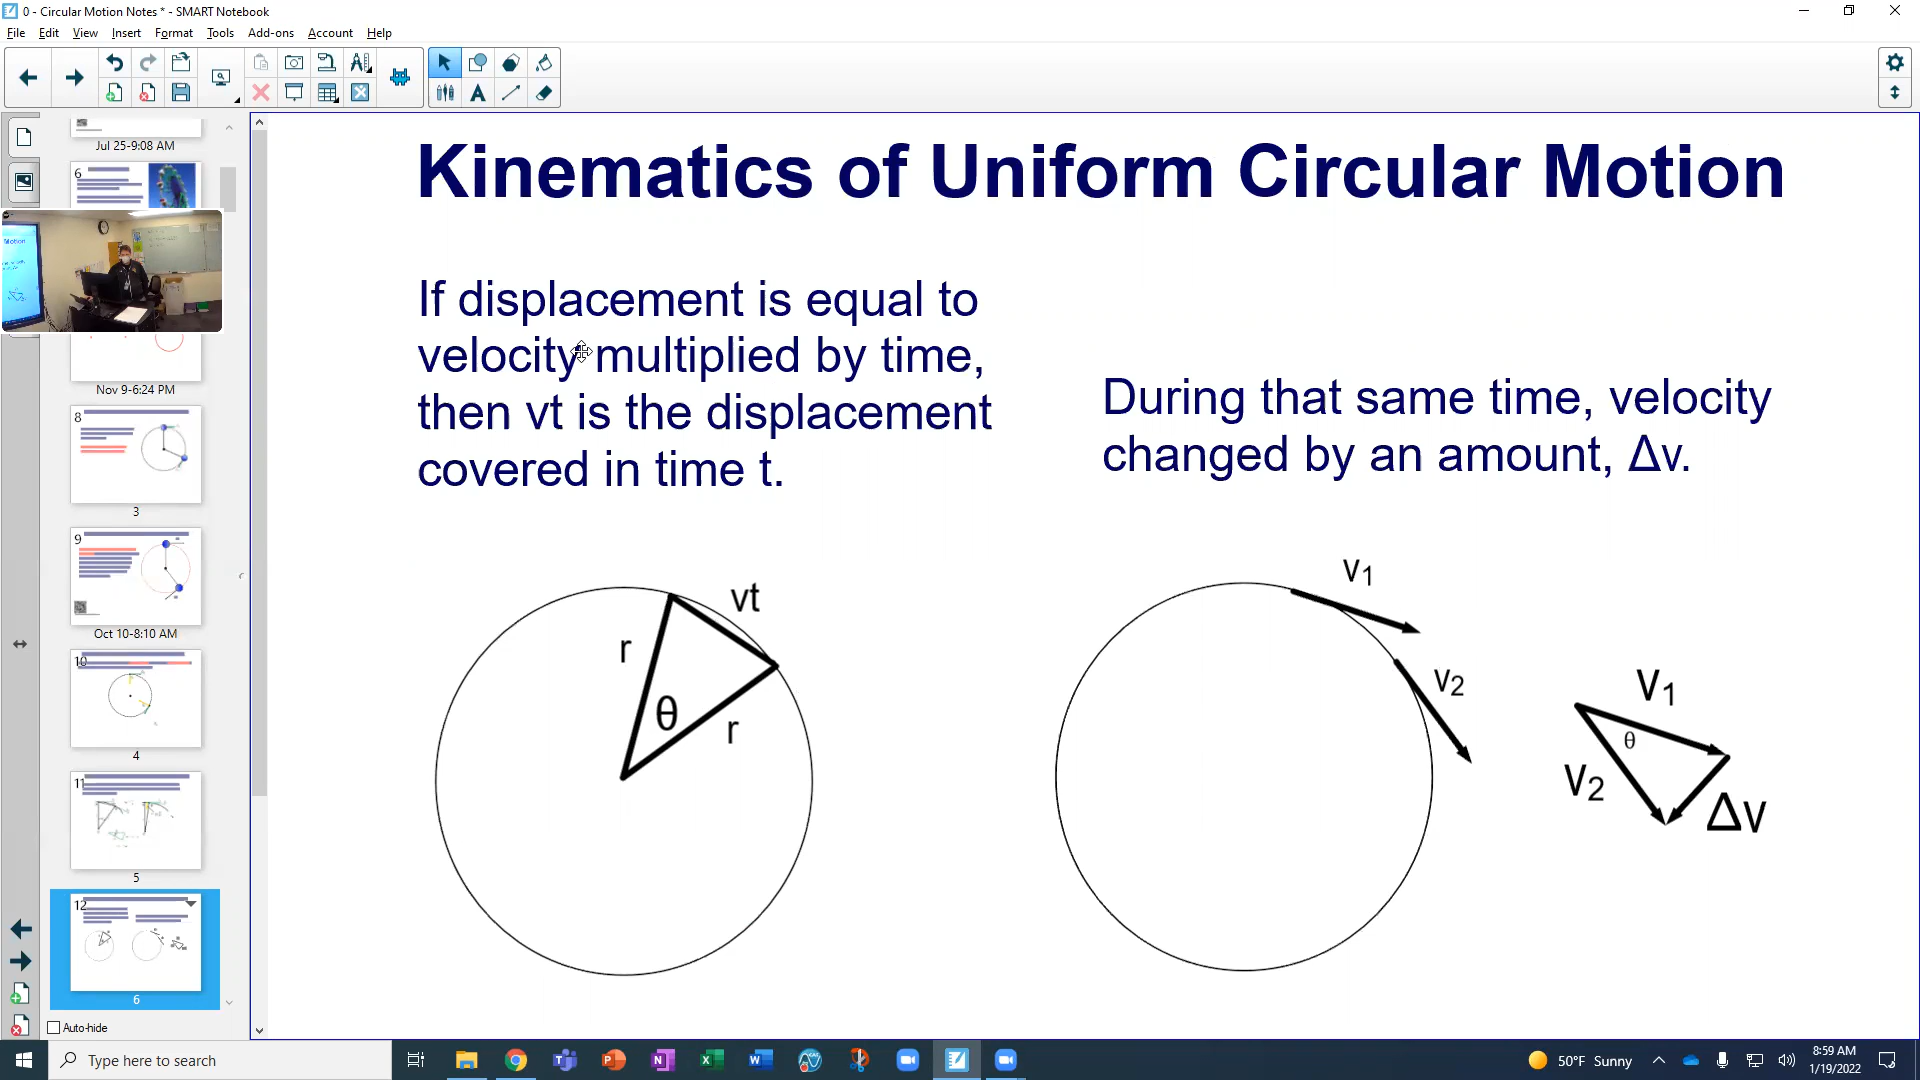 0 - Circular Motion Notes * - SMART Notebook
File Edit View Insert Format Tools Add-ons Account Help
Jul 25-9:08 AM
6
Nov 9-6:24 PM
8
3
9
Oct 10-8:10 AM
10
4
11
5
12
6
Auto-hide
Kinematics of Uniform Circular Motion
If displacement is equal to
velocity multiplied by time,
then vt is the displacement
covered in time t.
During that same time, velocity
changed by an amount, Δv.
vt
r
θ
r
v₁
v₂
v₁
θ
v₂
Δv
Type here to search
50°F Sunny
8:59 AM
1/19/2022